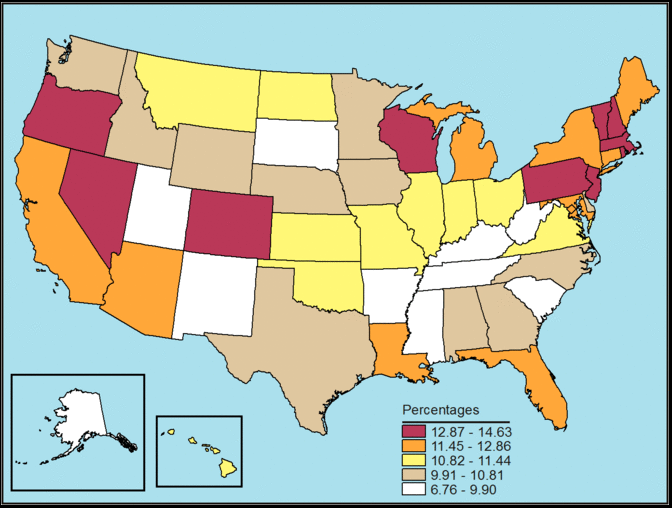 Percentages
12.87 - 14.63
11.45 - 12.86
10.82 - 11.44
9.91 - 10.81
6.76 - 9.90